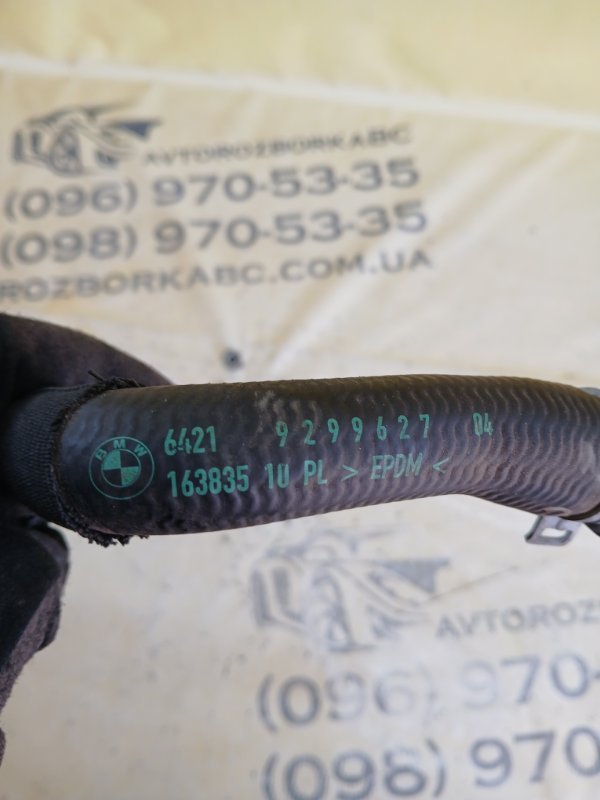 AVTOROZBORKABC
(096) 970-53-35
(098) 970-53-35
ROZBORKABC.COM.UA
BMW
6421 9299627 04
163835 1U PL > EPDM <
AVTOROZB
(096) 970-
(098) 970